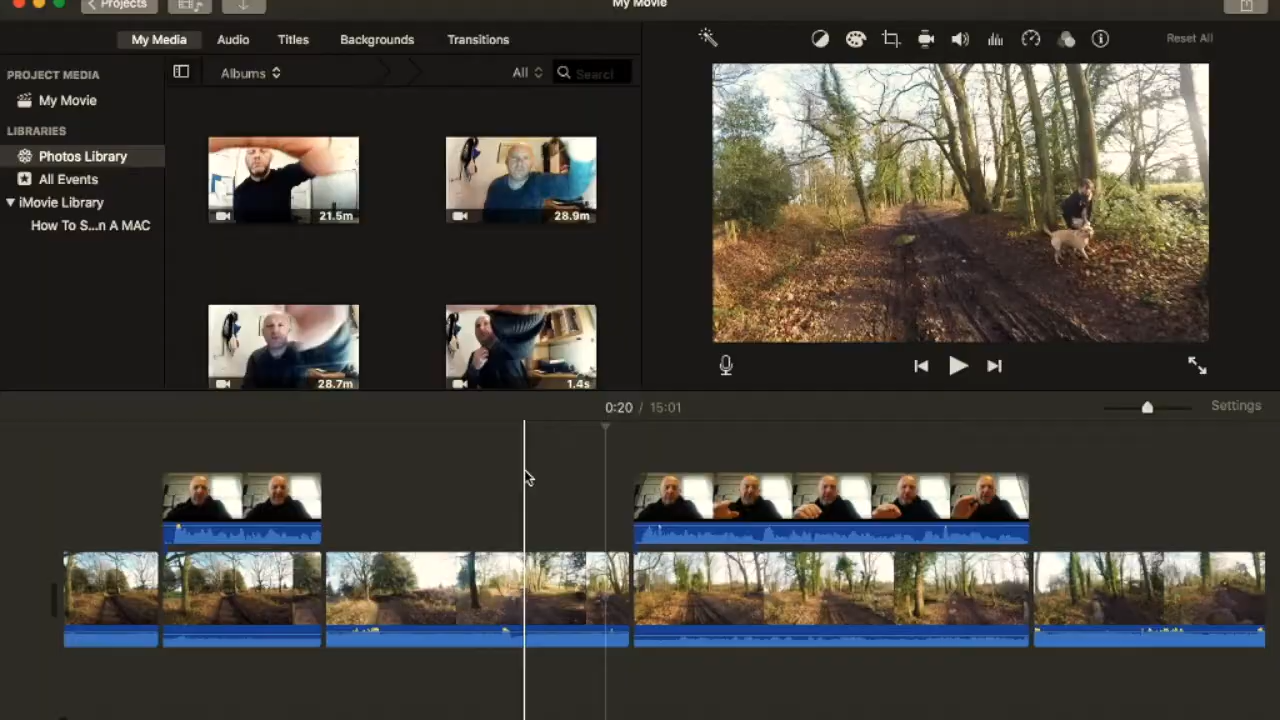 Projects
My Movie
My Media Audio Titles Backgrounds Transitions
Reset All
PROJECT MEDIA
My Movie
LIBRARIES
Photos Library
All Events
iMovie Library
How To S...n A MAC
Albums All Search
21.5m
28.9m
28.7m
1.4s
0:20 / 15:01
Settings